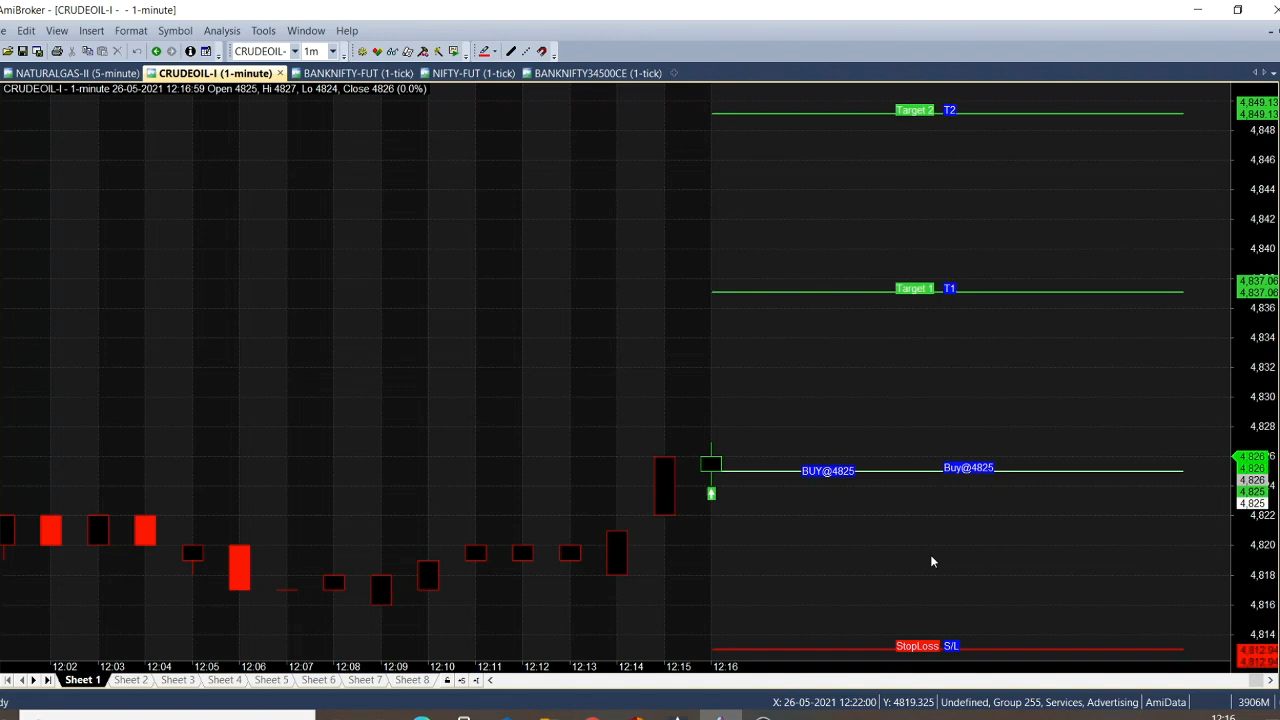 AmiBroker - [CRUDEOIL-I - - 1-minute]
Edit View Insert Format Symbol Analysis Tools Window Help
CRUDEOIL- 1m
NATURALGAS-II (5-minute) CRUDEOIL-I (1-minute) BANKNIFTY-FUT (1-tick) NIFTY-FUT (1-tick) BANKNIFTY34500CE (1-tick)
CRUDEOIL-I - 1-minute 26-05-2021 12:16:59 Open 4825, Hi 4827, Lo 4824, Close 4826 (0.0%)
4,849.13
Target 2 T2
4,849.13
4,848
4,846
4,844
4,842
4,840
4,837.06
Target 1 T1
4,837.06
4,836
4,834
4,832
4,830
4,828
4,826
4,826
BUY@4825 Buy@4825
4,826
4,825
4,825
4,822
4,820
4,818
4,816
4,814
StopLoss S/L
4,812.94
4,812.94
12.02 12.03 12.04 12.05 12.06 12.07 12.08 12.09 12.10 12.11 12.12 12.13 12.14 12.15 12.16
Sheet 1 Sheet 2 Sheet 3 Sheet 4 Sheet 5 Sheet 6 Sheet 7 Sheet 8
dy X: 26-05-2021 12:22:00 Y: 4819.325 Undefined, Group 255, Services, Advertising AmiData 3906M
12:16